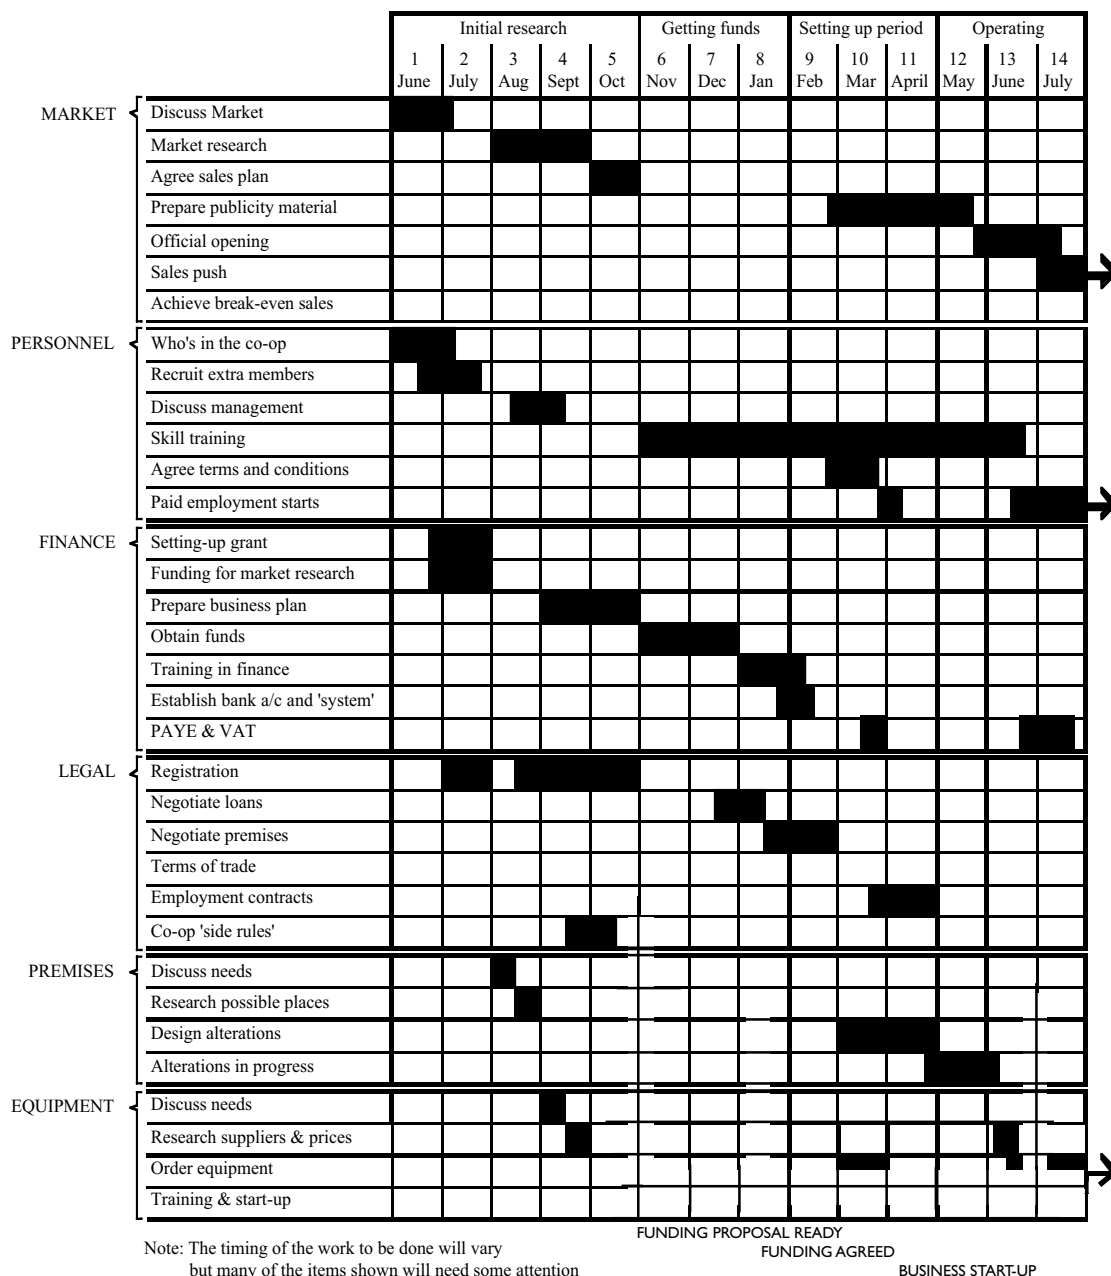 Initial research Getting funds Setting up period Operating
1 2 3 4 5 6 7 8 9 10 11 12 13 14
June July Aug Sept Oct Nov Dec Jan Feb Mar April May June July
MARKET Discuss Market
Market research
Agree sales plan
Prepare publicity material
Official opening
Sales push
Achieve break-even sales
PERSONNEL Who's in the co-op
Recruit extra members
Discuss management
Skill training
Agree terms and conditions
Paid employment starts
FINANCE Setting-up grant
Funding for market research
Prepare business plan
Obtain funds
Training in finance
Establish bank a/c and 'system'
PAYE & VAT
LEGAL Registration
Negotiate loans
Negotiate premises
Terms of trade
Employment contracts
Co-op 'side rules'
PREMISES Discuss needs
Research possible places
Design alterations
Alterations in progress
EQUIPMENT Discuss needs
Research suppliers & prices
Order equipment
Training & start-up
FUNDING PROPOSAL READY
FUNDING AGREED
BUSINESS START-UP
Note: The timing of the work to be done will vary
but many of the items shown will need some attention